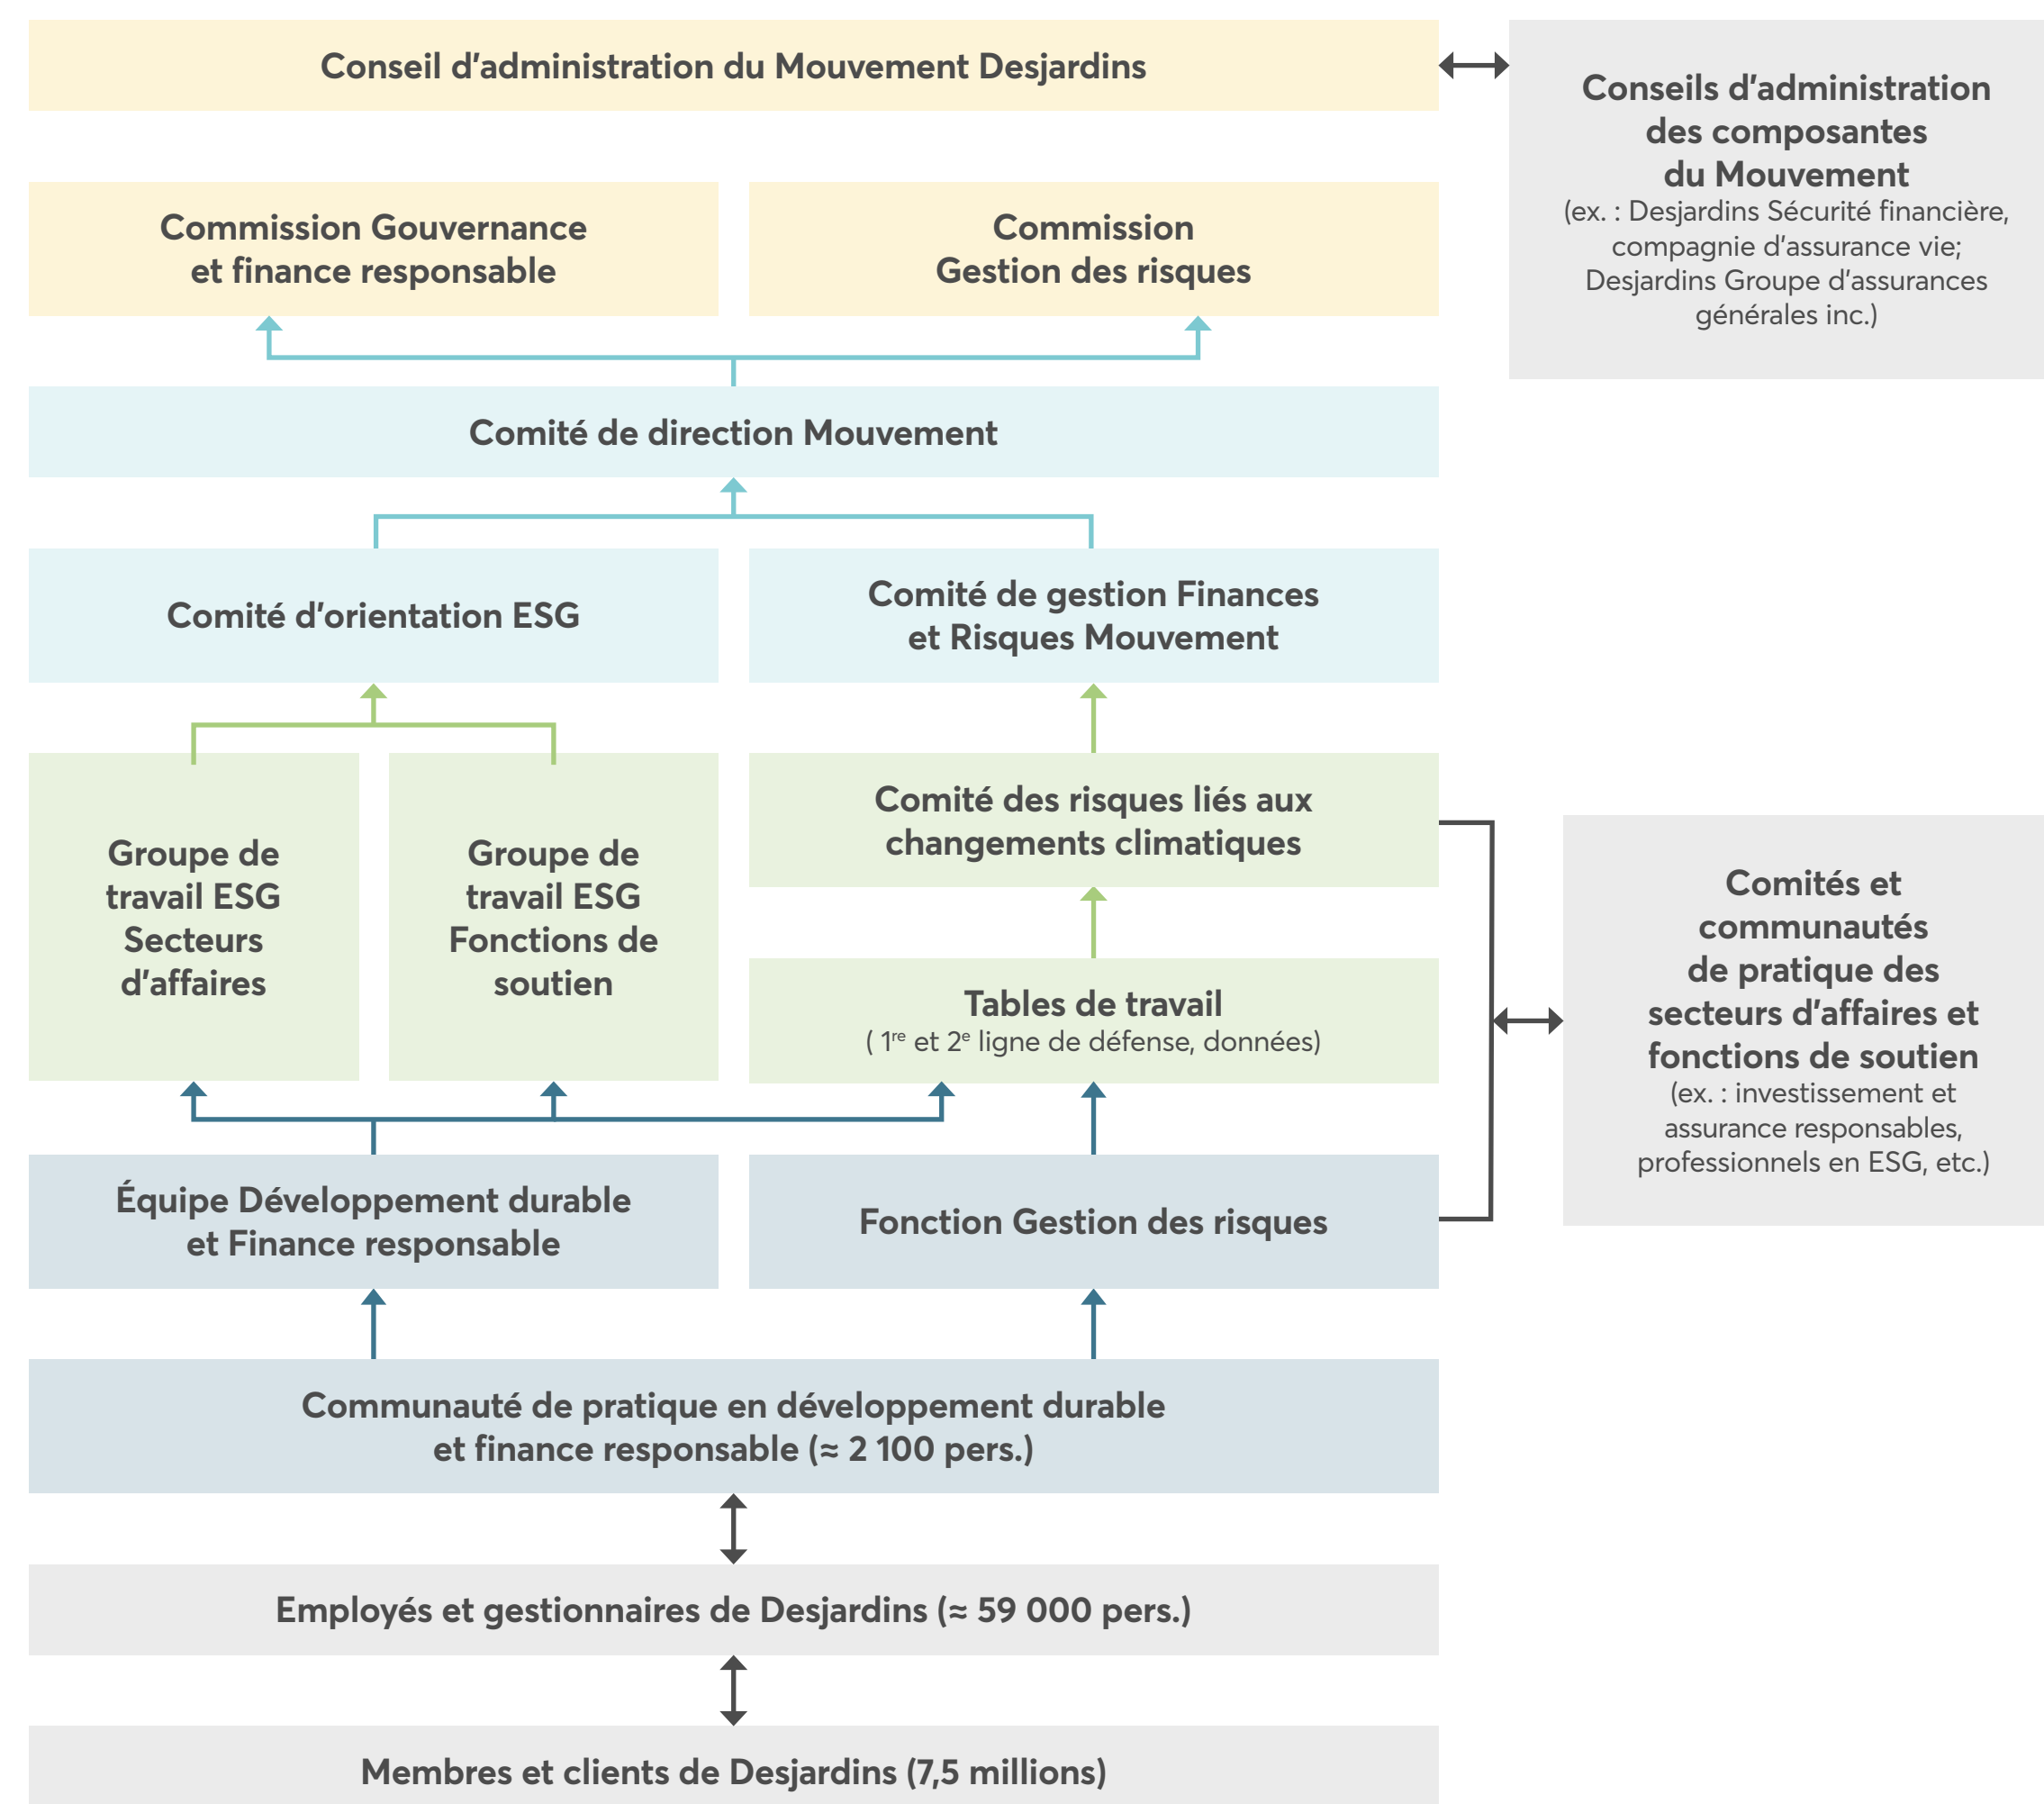 Conseil d'administration du Mouvement Desjardins
Conseils d'administration
des composantes
du Mouvement
(ex. : Desjardins Sécurité financière,
compagnie d'assurance vie;
Desjardins Groupe d'assurances
générales inc.)
Commission Gouvernance
et finance responsable
Commission
Gestion des risques
Comité de direction Mouvement
Comité d'orientation ESG
Comité de gestion Finances
et Risques Mouvement
Groupe de
travail ESG
Secteurs
d'affaires
Groupe de
travail ESG
Fonctions de
soutien
Comité des risques liés aux
changements climatiques
Tables de travail
( 1re et 2e ligne de défense, données)
Comités et
communautés
de pratique des
secteurs d'affaires et
fonctions de soutien
(ex. : investissement et
assurance responsables,
professionnels en ESG, etc.)
Équipe Développement durable
et Finance responsable
Fonction Gestion des risques
Communauté de pratique en développement durable
et finance responsable (≈ 2 100 pers.)
Employés et gestionnaires de Desjardins (≈ 59 000 pers.)
Membres et clients de Desjardins (7,5 millions)